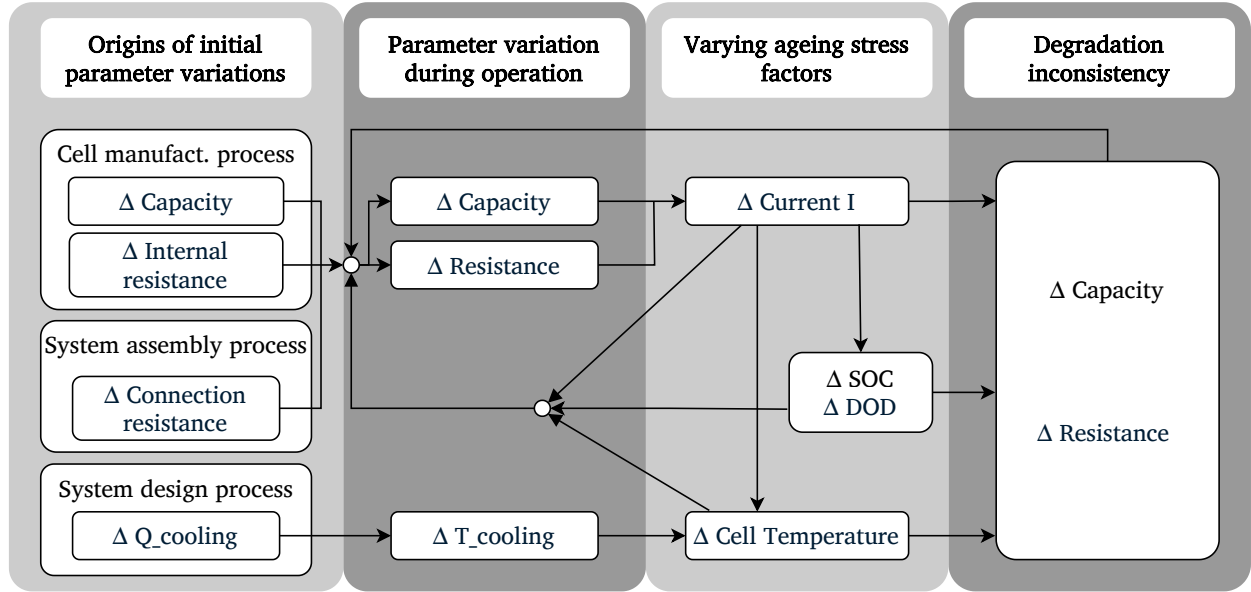 Origins of initial
parameter variations
Parameter variation
during operation
Varying ageing stress
factors
Degradation
inconsistency
Cell manufact. process
Δ Capacity
Δ Internal
resistance
System assembly process
Δ Connection
resistance
System design process
Δ Q_cooling
Δ Capacity
Δ Resistance
Δ T_cooling
Δ Current I
Δ SOC
Δ DOD
Δ Cell Temperature
Δ Capacity
Δ Resistance